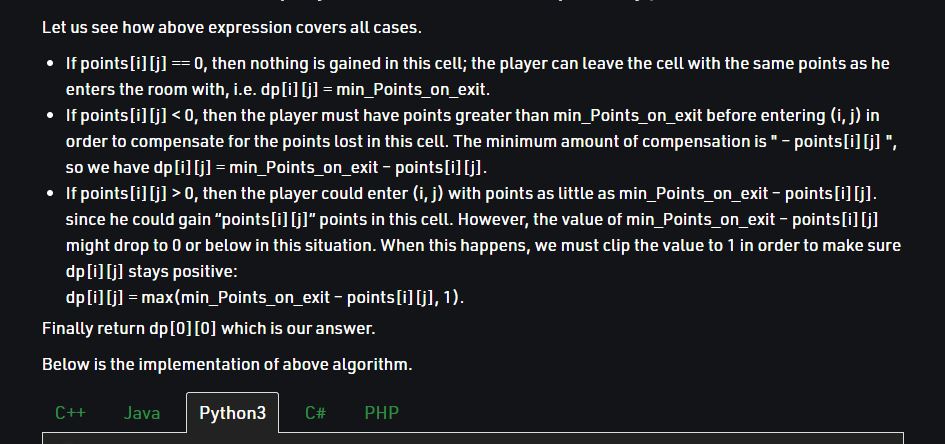 Let us see how above expression covers all cases.
• If points[i][j] == 0, then nothing is gained in this cell; the player can leave the cell with the same points as he
enters the room with, i.e. dp[i][j] = min_Points_on_exit.
• If points[i][j] < 0, then the player must have points greater than min_Points_on_exit before entering (i, j) in
order to compensate for the points lost in this cell. The minimum amount of compensation is " − points[i][j] ",
so we have dp[i][j] = min_Points_on_exit − points[i][j].
• If points[i][j] > 0, then the player could enter (i, j) with points as little as min_Points_on_exit − points[i][j].
since he could gain “points[i][j]” points in this cell. However, the value of min_Points_on_exit − points[i][j]
might drop to 0 or below in this situation. When this happens, we must clip the value to 1 in order to make sure
dp[i][j] stays positive:
dp[i][j] = max(min_Points_on_exit − points[i][j], 1).
Finally return dp[0][0] which is our answer.
Below is the implementation of above algorithm.
C++ Java Python3 C# PHP